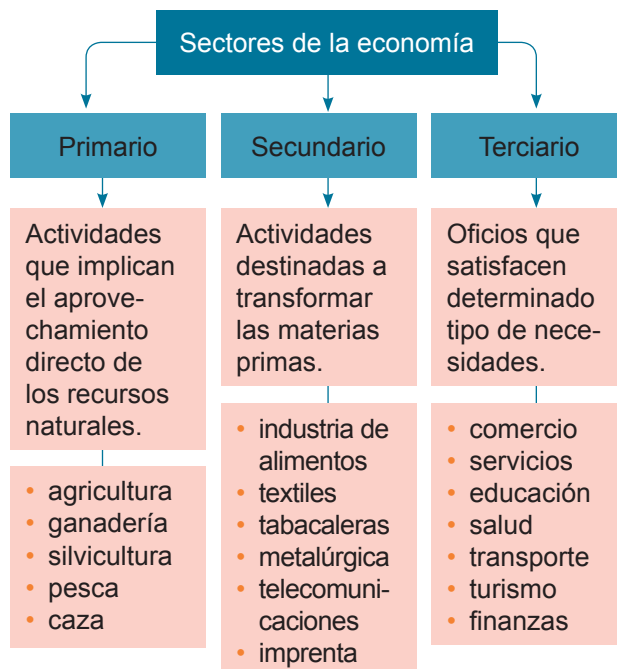 Sectores de la economía
Primario
Actividades
que implican
el aprove-
chamiento
directo de
los recursos
naturales.
• agricultura
• ganadería
• silvicultura
• pesca
• caza
Secundario
Actividades
destinadas a
transformar
las materias
primas.
• industria de
alimentos
• textiles
• tabacaleras
• metalúrgica
• telecomuni-
caciones
• imprenta
Terciario
Oficios que
satisfacen
determinado
tipo de nece-
sidades.
• comercio
• servicios
• educación
• salud
• transporte
• turismo
• finanzas